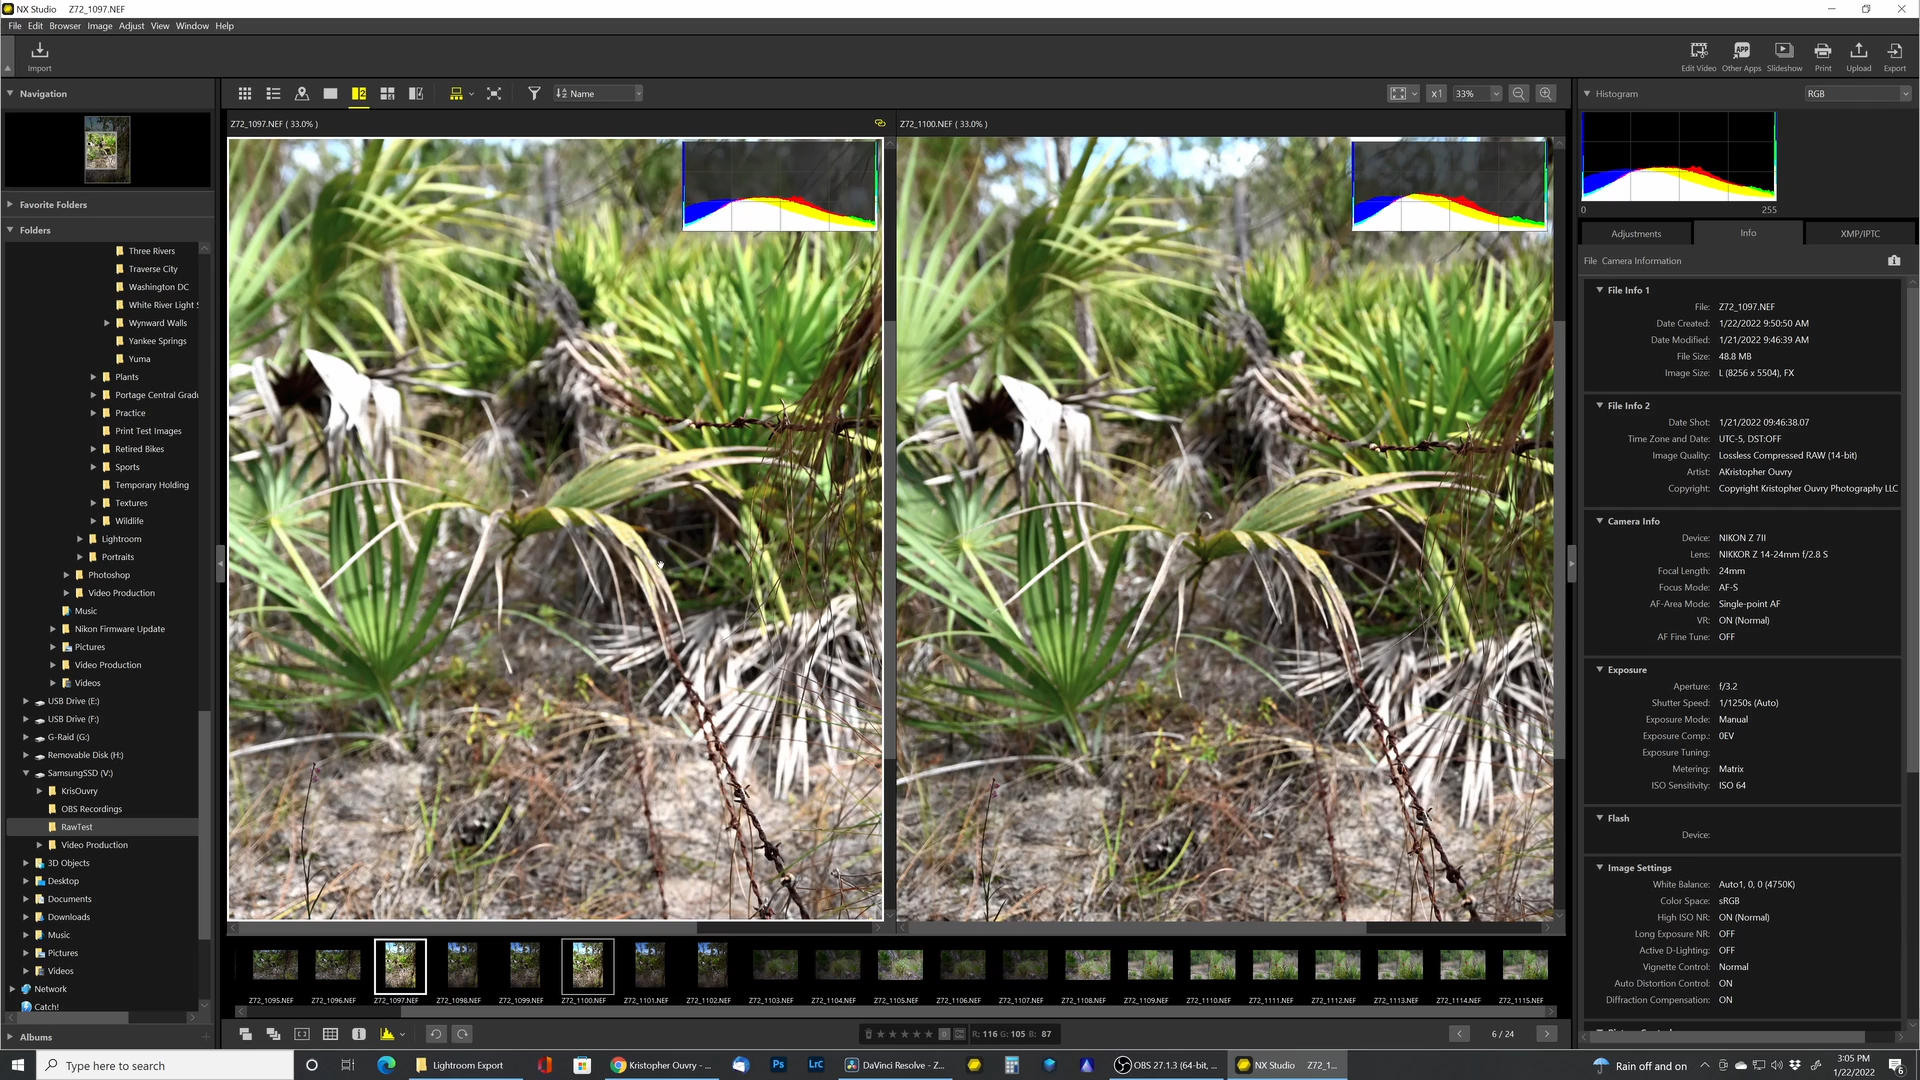 NX Studio Z72_1097.NEF
File Edit Browser Image Adjust View Window Help
Import
Edit Video Other Apps Slideshow Print Upload Export
Navigation
Name
x1 33%
Histogram RGB
Z72_1097.NEF ( 33.0% )
Z72_1100.NEF ( 33.0% )
0 255
Favorite Folders
Folders
Three Rivers
Traverse City
Washington DC
White River Light S
Wynward Walls
Yankee Springs
Yuma
Plants
Portage Central Gradu
Practice
Print Test Images
Retired Bikes
Sports
Temporary Holding
Textures
Wildlife
Lightroom
Portraits
Photoshop
Video Production
Music
Nikon Firmware Update
Pictures
Video Production
Videos
USB Drive (E:)
USB Drive (F:)
G-Raid (G:)
Removable Disk (H:)
SamsungSSD (V:)
KrisOuvry
OBS Recordings
RawTest
Video Production
3D Objects
Desktop
Documents
Downloads
Music
Pictures
Videos
Network
Catch!
Albums
Adjustments Info XMP/IPTC
File Camera Information
File Info 1
File: Z72_1097.NEF
Date Created: 1/22/2022 9:50:50 AM
Date Modified: 1/21/2022 9:46:39 AM
File Size: 48.8 MB
Image Size: L (8256 x 5504), FX
File Info 2
Date Shot: 1/21/2022 09:46:38.07
Time Zone and Date: UTC-5, DST:OFF
Image Quality: Lossless Compressed RAW (14-bit)
Artist: AKristopher Ouvry
Copyright: Copyright Kristopher Ouvry Photography LLC
Camera Info
Device: NIKON Z 7II
Lens: NIKKOR Z 14-24mm f/2.8 S
Focal Length: 24mm
Focus Mode: AF-S
AF-Area Mode: Single-point AF
VR: ON (Normal)
AF Fine Tune: OFF
Exposure
Aperture: f/3.2
Shutter Speed: 1/1250s (Auto)
Exposure Mode: Manual
Exposure Comp.: 0EV
Exposure Tuning:
Metering: Matrix
ISO Sensitivity: ISO 64
Flash
Device:
Image Settings
White Balance: Auto1, 0, 0 (4750K)
Color Space: sRGB
High ISO NR: ON (Normal)
Long Exposure NR: OFF
Active D-Lighting: OFF
Vignette Control: Normal
Auto Distortion Control: ON
Diffraction Compensation: ON
Z72_1095.NEF Z72_1096.NEF Z72_1097.NEF Z72_1098.NEF Z72_1099.NEF Z72_1100.NEF Z72_1101.NEF Z72_1102.NEF Z72_1103.NEF Z72_1104.NEF Z72_1105.NEF Z72_1106.NEF Z72_1107.NEF Z72_1108.NEF Z72_1109.NEF Z72_1110.NEF Z72_1111.NEF Z72_1112.NEF Z72_1113.NEF Z72_1114.NEF Z72_1115.NEF
R: 116 G: 105 B: 87
6 / 24
Type here to search
Lightroom Export
Kristopher Ouvry - ...
Ps
LrC
DaVinci Resolve - Z...
OBS 27.1.3 (64-bit, ...
NX Studio Z72_1...
Rain off and on
3:05 PM
1/22/2022
6